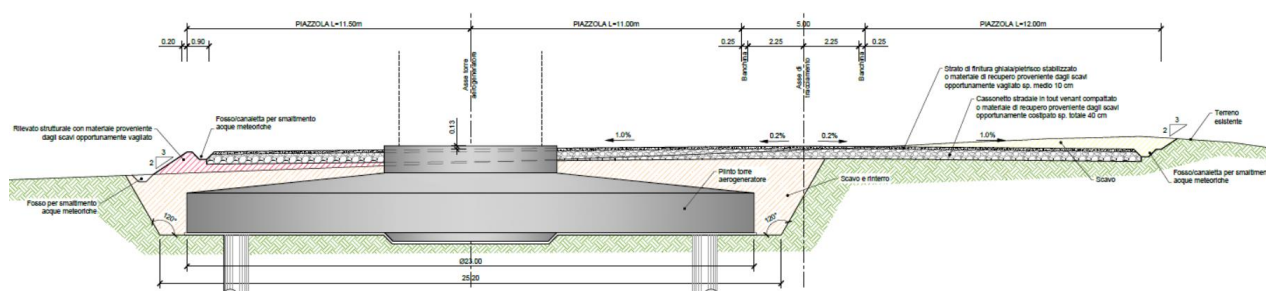 PIAZZOLA L=11.50m
PIAZZOLA L=11.00m
5.00
PIAZZOLA L=12.00m
0.20
0.90
0.25
2.25
2.25
0.25
Banchina
Banchina
Asse torre
aerogeneratore
Asse di
tracciamento
Strato di finitura ghiaia/pietrisco stabilizzato
o materiale di recupero proveniente dagli scavi
opportunamente vagliato sp. medio 10 cm
Cassonetto stradale in tout venant compattato
o materiale di recupero proveniente dagli scavi
opportunamente costipato sp. totale 40 cm
Terreno
esistente
Fosso/canaletta per smaltimento
acque meteoriche
Rilevato strutturale con materiale proveniente
dagli scavi opportunamente vagliato
3
2
0.13
1.0%
0.2%
0.2%
1.0%
3
2
Fosso/canaletta per smaltimento
acque meteoriche
Plinto torre
aerogeneratore
Scavo e rinterro
Scavo
Fosso per smaltimento
acque meteoriche
120°
120°
Ø23.00
25.20